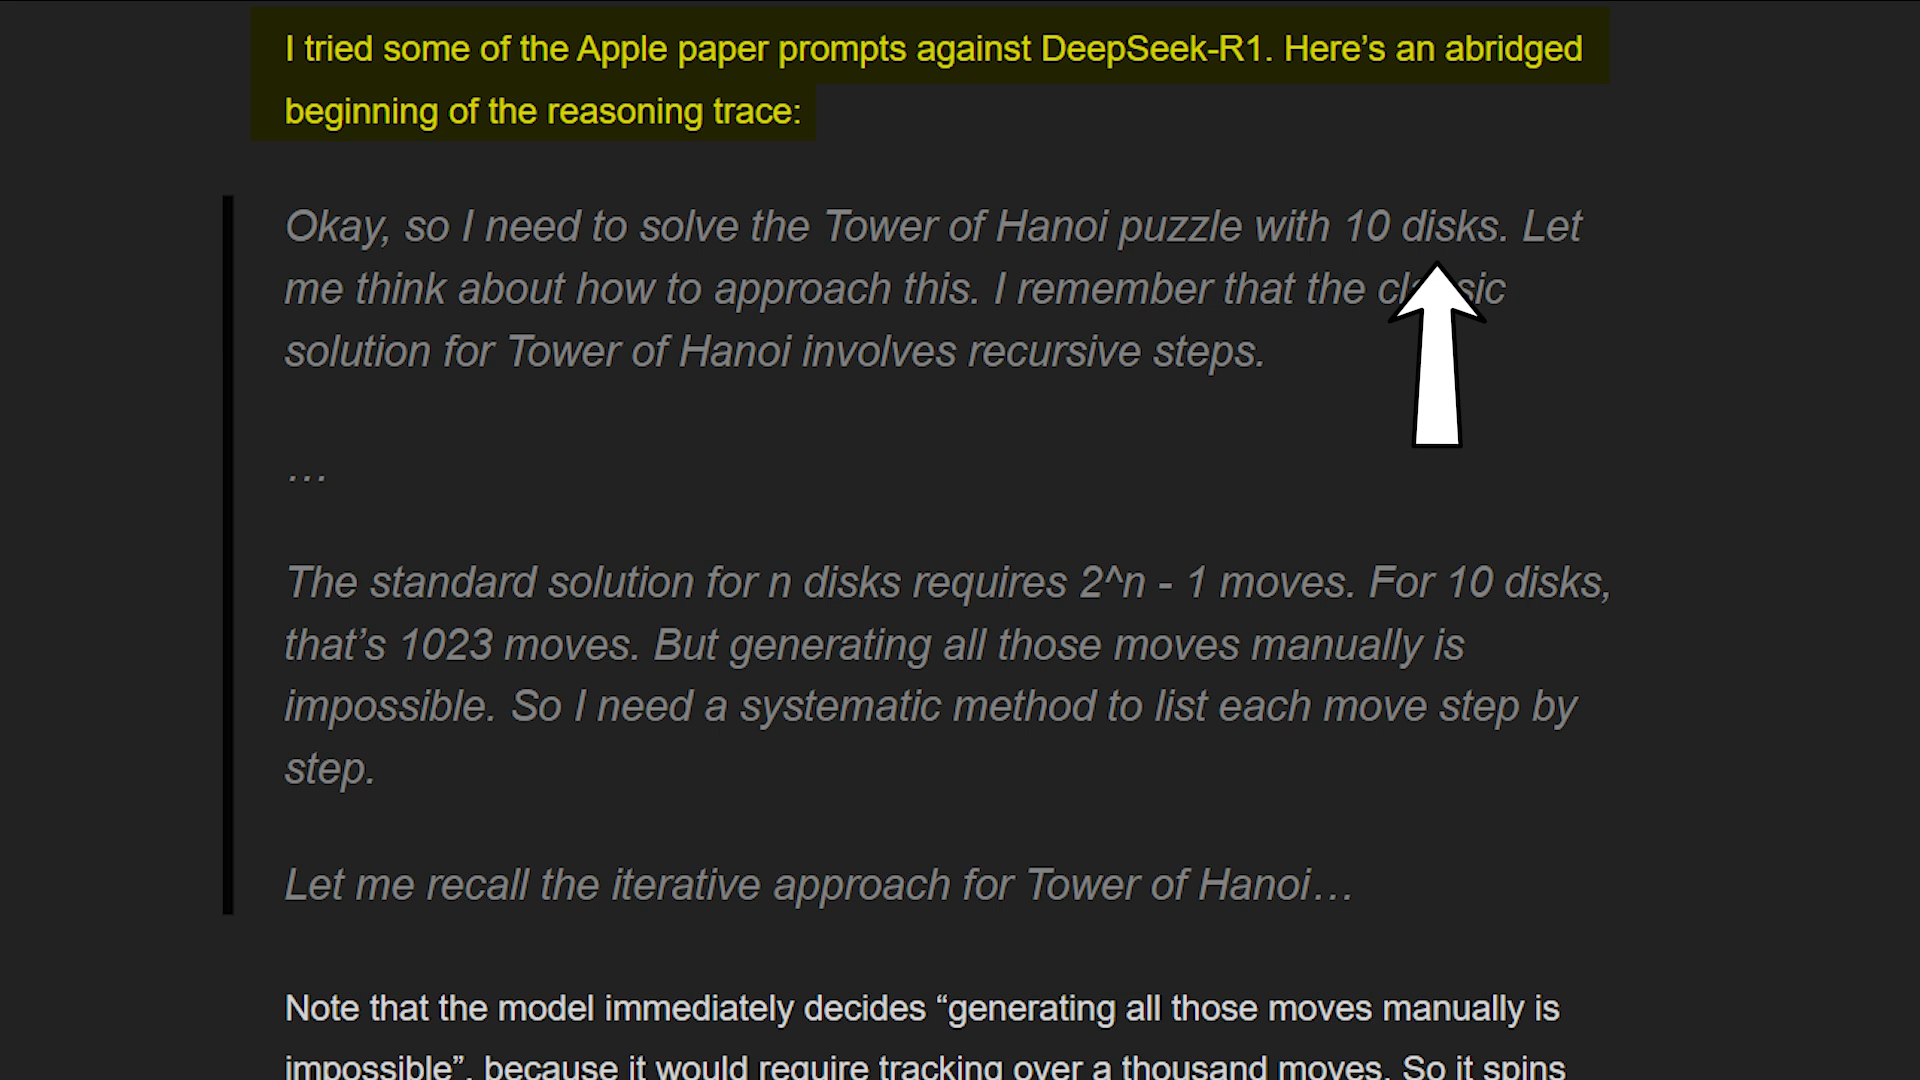 I tried some of the Apple paper prompts against DeepSeek-R1. Here’s an abridged
beginning of the reasoning trace:
Okay, so I need to solve the Tower of Hanoi puzzle with 10 disks. Let
me think about how to approach this. I remember that the classic
solution for Tower of Hanoi involves recursive steps.
…
The standard solution for n disks requires 2^n - 1 moves. For 10 disks,
that’s 1023 moves. But generating all those moves manually is
impossible. So I need a systematic method to list each move step by
step.
Let me recall the iterative approach for Tower of Hanoi…
Note that the model immediately decides “generating all those moves manually is
impossible”, because it would require tracking over a thousand moves. So it spins